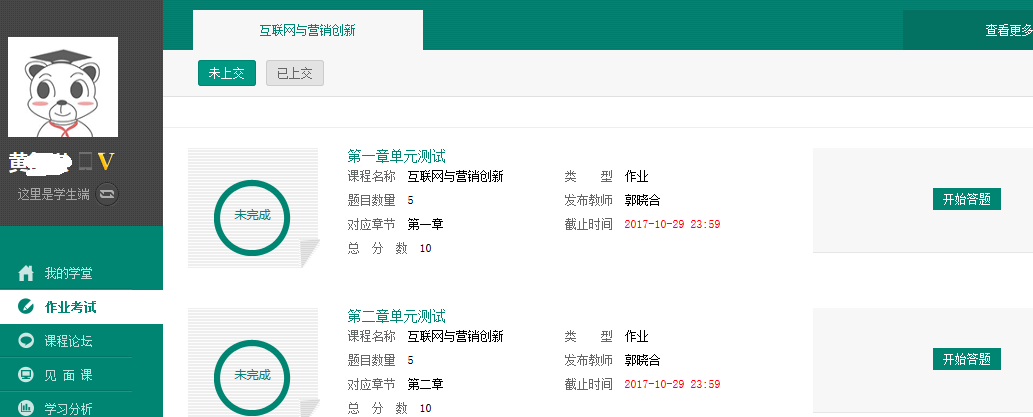 互联网与营销创新
查看更多
未上交 已上交
黄 V
这里是学生端
我的学堂
作业考试
课程论坛
见面课
学习分析
第一章单元测试
课程名称 互联网与营销创新 类 型 作业
题目数量 5 发布教师 郭晓合
对应章节 第一章 截止时间 2017-10-29 23:59
总 分 数 10
未完成
开始答题
第二章单元测试
课程名称 互联网与营销创新 类 型 作业
题目数量 5 发布教师 郭晓合
对应章节 第二章 截止时间 2017-10-29 23:59
总 分 数 10
未完成
开始答题